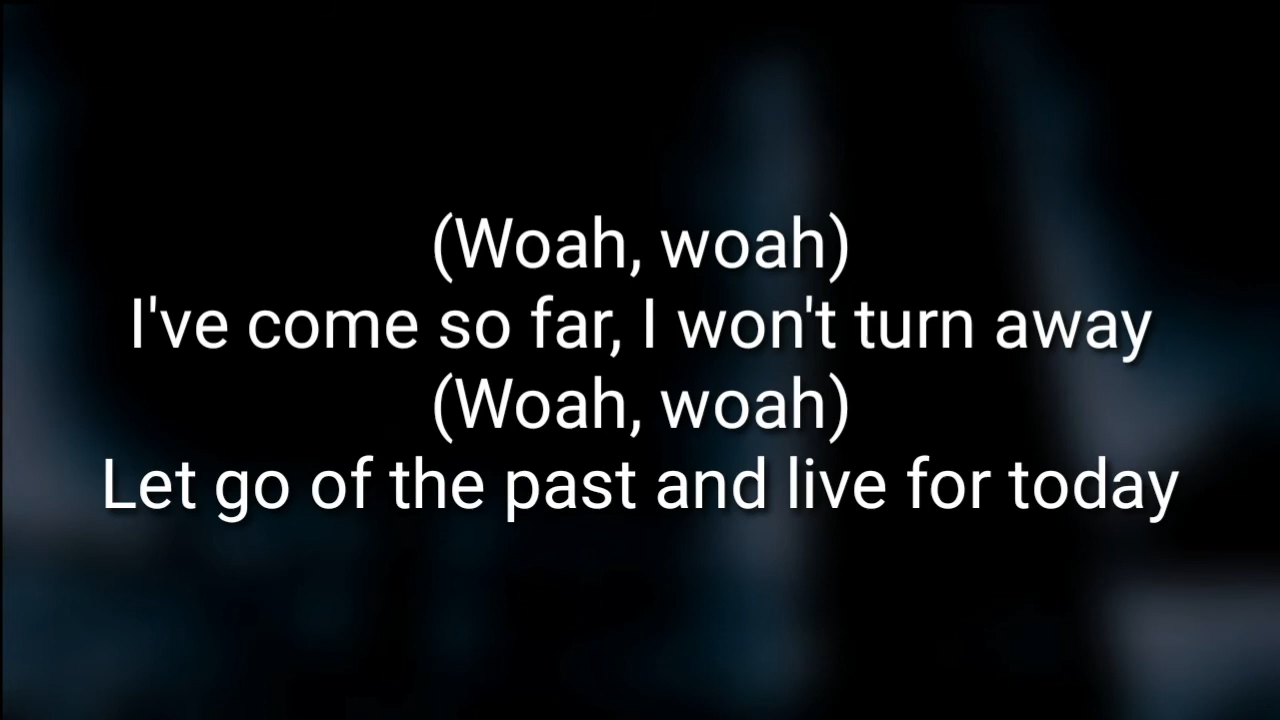 (Woah, woah)
I've come so far, I won't turn away
(Woah, woah)
Let go of the past and live for today